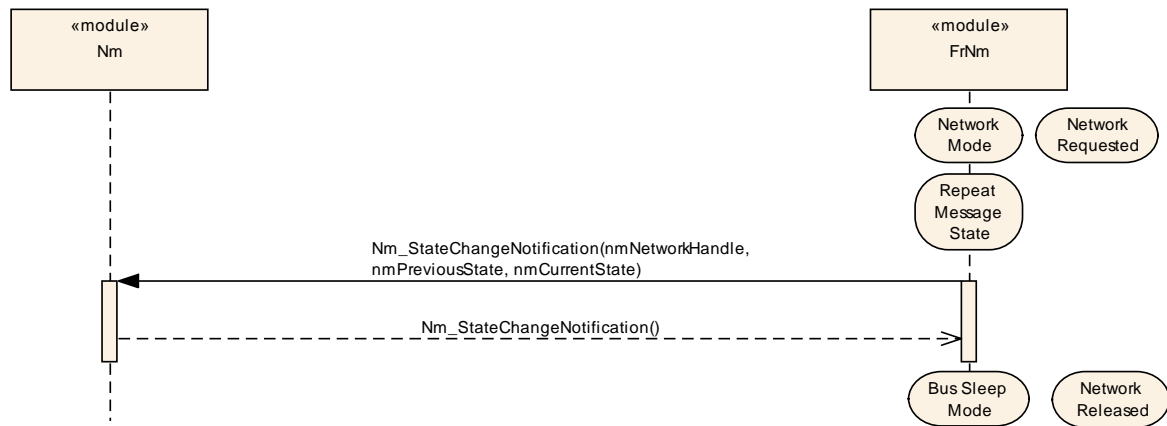 «module»
Nm
«module»
FrNm
Network
Mode
Network
Requested
Repeat
Message
State
Nm_StateChangeNotification(nmNetworkHandle,
nmPreviousState, nmCurrentState)
Nm_StateChangeNotification()
Bus Sleep
Mode
Network
Released